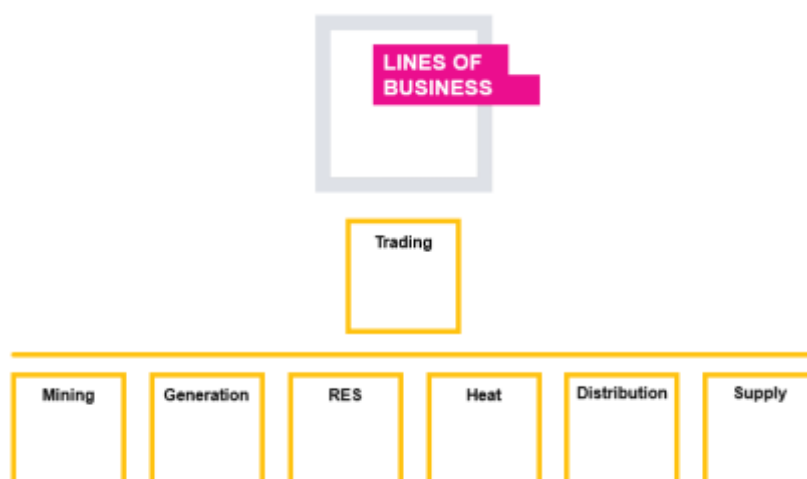 LINES OF
BUSINESS
Trading
Mining
Generation
RES
Heat
Distribution
Supply